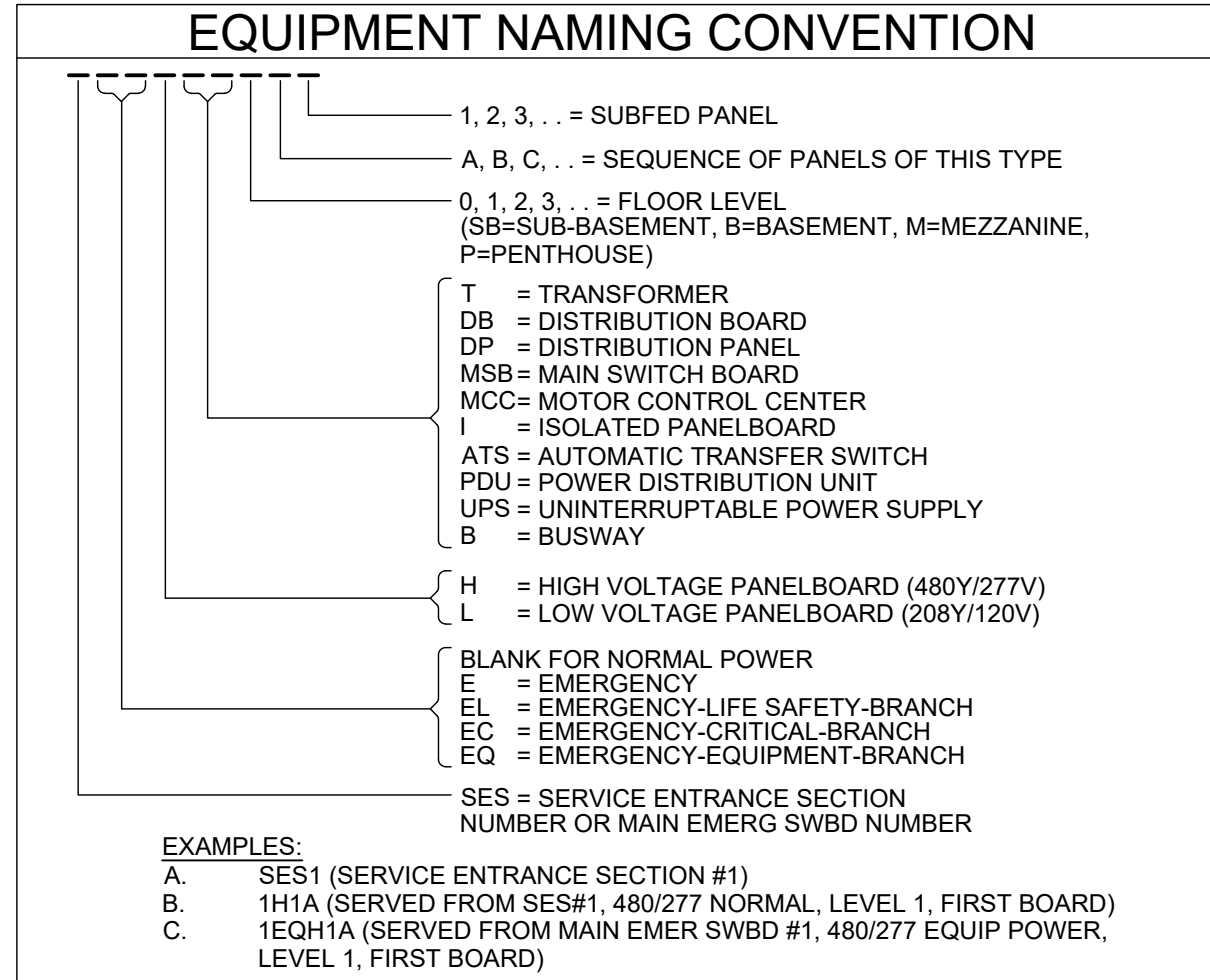 EQUIPMENT NAMING CONVENTION
1, 2, 3, . . = SUBFED PANEL
A, B, C, . . = SEQUENCE OF PANELS OF THIS TYPE
0, 1, 2, 3, . . = FLOOR LEVEL
(SB=SUB-BASEMENT, B=BASEMENT, M=MEZZANINE,
P=PENTHOUSE)
T = TRANSFORMER
DB = DISTRIBUTION BOARD
DP = DISTRIBUTION PANEL
MSB= MAIN SWITCH BOARD
MCC= MOTOR CONTROL CENTER
I = ISOLATED PANELBOARD
ATS = AUTOMATIC TRANSFER SWITCH
PDU = POWER DISTRIBUTION UNIT
UPS = UNINTERRUPTABLE POWER SUPPLY
B = BUSWAY
H = HIGH VOLTAGE PANELBOARD (480Y/277V)
L = LOW VOLTAGE PANELBOARD (208Y/120V)
BLANK FOR NORMAL POWER
E = EMERGENCY
EL = EMERGENCY-LIFE SAFETY-BRANCH
EC = EMERGENCY-CRITICAL-BRANCH
EQ = EMERGENCY-EQUIPMENT-BRANCH
SES = SERVICE ENTRANCE SECTION
NUMBER OR MAIN EMERG SWBD NUMBER
EXAMPLES:
A. SES1 (SERVICE ENTRANCE SECTION #1)
B. 1H1A (SERVED FROM SES#1, 480/277 NORMAL, LEVEL 1, FIRST BOARD)
C. 1EQH1A (SERVED FROM MAIN EMER SWBD #1, 480/277 EQUIP POWER,
LEVEL 1, FIRST BOARD)